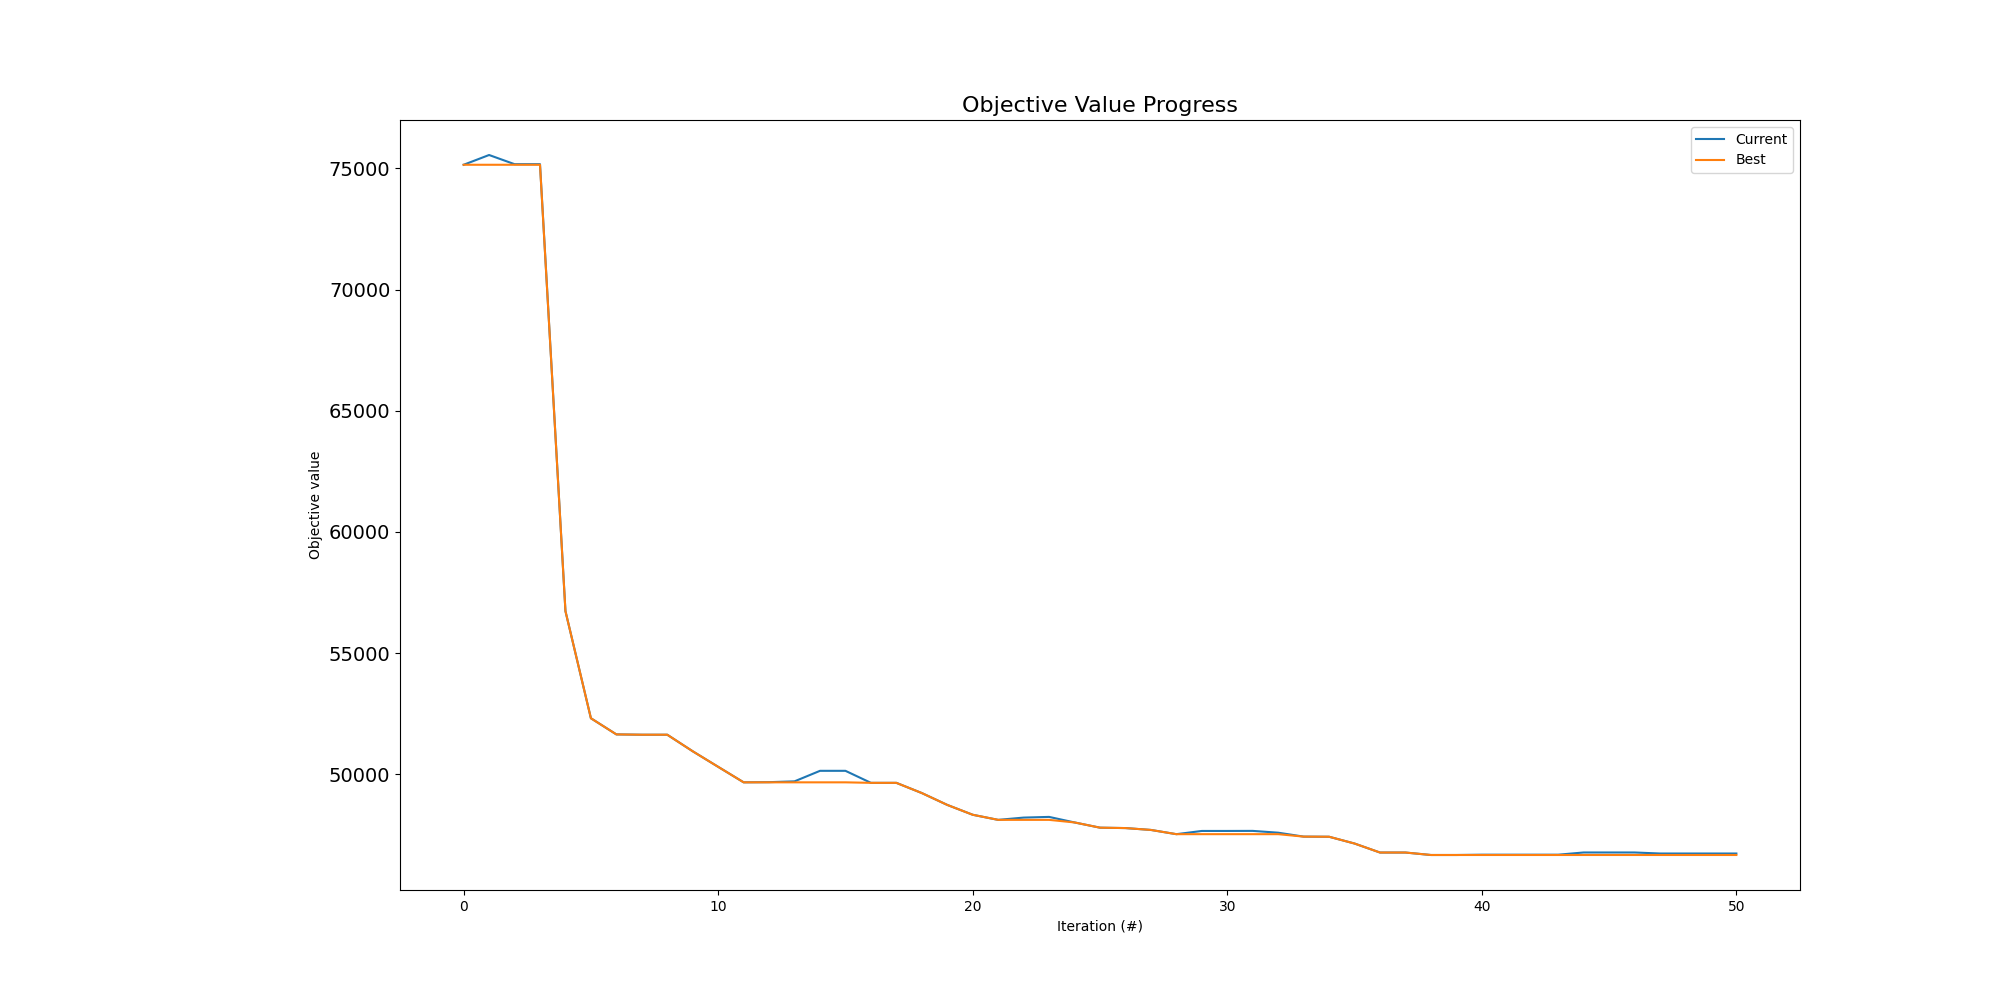 Objective Value Progress
Current
Best
75000
70000
65000
60000
55000
50000
Objective value
0 10 20 30 40 50
Iteration (#)